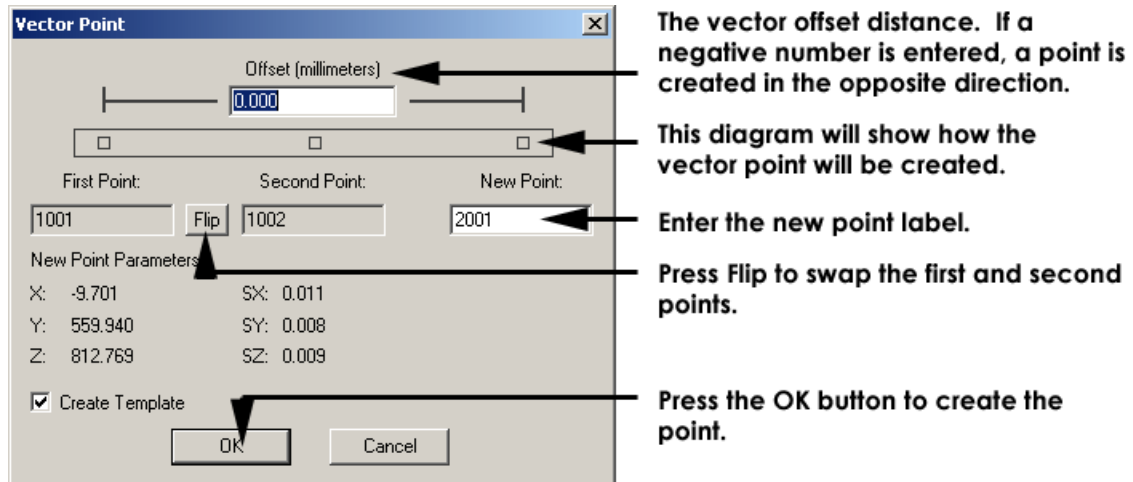 Vector Point
Offset (millimeters)
0.000
First Point: Second Point: New Point:
1001 Flip 1002 2001
New Point Parameters
X: -9.701 SX: 0.011
Y: 559.940 SY: 0.008
Z: 812.769 SZ: 0.009
Create Template
OK Cancel
The vector offset distance. If a
negative number is entered, a point is
created in the opposite direction.
This diagram will show how the
vector point will be created.
Enter the new point label.
Press Flip to swap the first and second
points.
Press the OK button to create the
point.